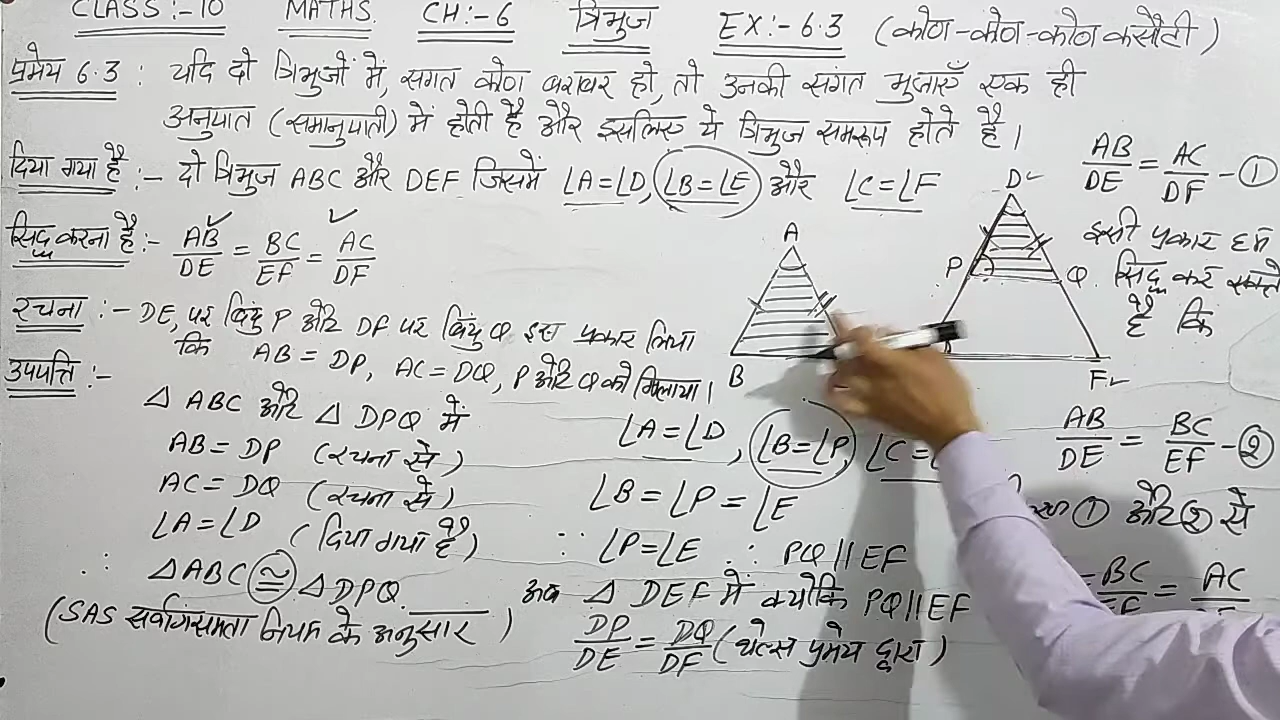 CLASS:-10 MATHS. CH:-6 त्रिभुज EX:-6.3 (कोण-कोण-कोण कसौटी)
प्रमेय 6.3 : यदि दो त्रिभुजों में, संगत कोण बराबर हो, तो उनकी संगत भुजाएँ एक ही
अनुपात (समानुपाती) में होती है और इसलिए ये त्रिभुज समरूप होते है।
दिया गया है :- दो त्रिभुज ABC और DEF जिसमें ∠A=∠D, ∠B=∠E और ∠C=∠F
सिद्ध करना है :- AB/DE = BC/EF = AC/DF
रचना :- DE, पर बिंदु P और DF पर बिंदु Q इस प्रकार लिया
कि AB = DP, AC = DQ, P और Q को मिलाया।
उपपत्ति :-
Δ ABC और Δ DPQ में
AB = DP (रचना से)
AC = DQ (रचना से)
∠A=∠D (दिया गया है)
∴ ΔABC ≅ ΔDPQ
(SAS सर्वांगसमता नियम के अनुसार)
A
B
D
P
Q
F
∠A=∠D, ∠B=∠P, ∠C=
∠B=∠P=∠E
∵ ∠P=∠E ∴ PQ||EF
अब Δ DEF में क्योंकि PQ||EF
DP/DE = DQ/DF (थेल्स प्रमेय द्वारा)
AB/DE = AC/DF - ①
इसी प्रकार हम
सिद्ध कर सकते
है कि
AB/DE = BC/EF - ②
① और ② से
= BC/EF = AC/DF